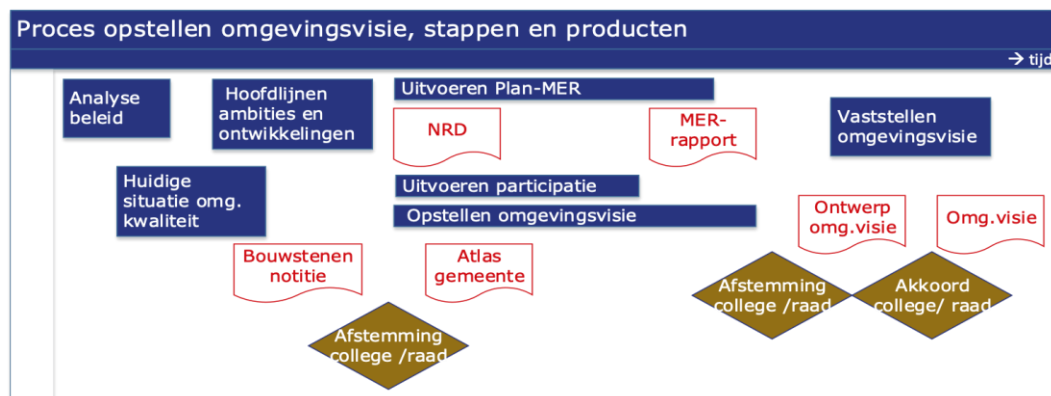 Proces opstellen omgevingsvisie, stappen en producten
→ tijd
Analyse
beleid
Hoofdlijnen
ambities en
ontwikkelingen
Uitvoeren Plan-MER
NRD
MER-
rapport
Vaststellen
omgevingsvisie
Huidige
situatie omg.
kwaliteit
Uitvoeren participatie
Opstellen omgevingsvisie
Ontwerp
omg.visie
Omg.visie
Bouwstenen
notitie
Atlas
gemeente
Afstemming
college /raad
Afstemming
college /raad
Akkoord
college/ raad